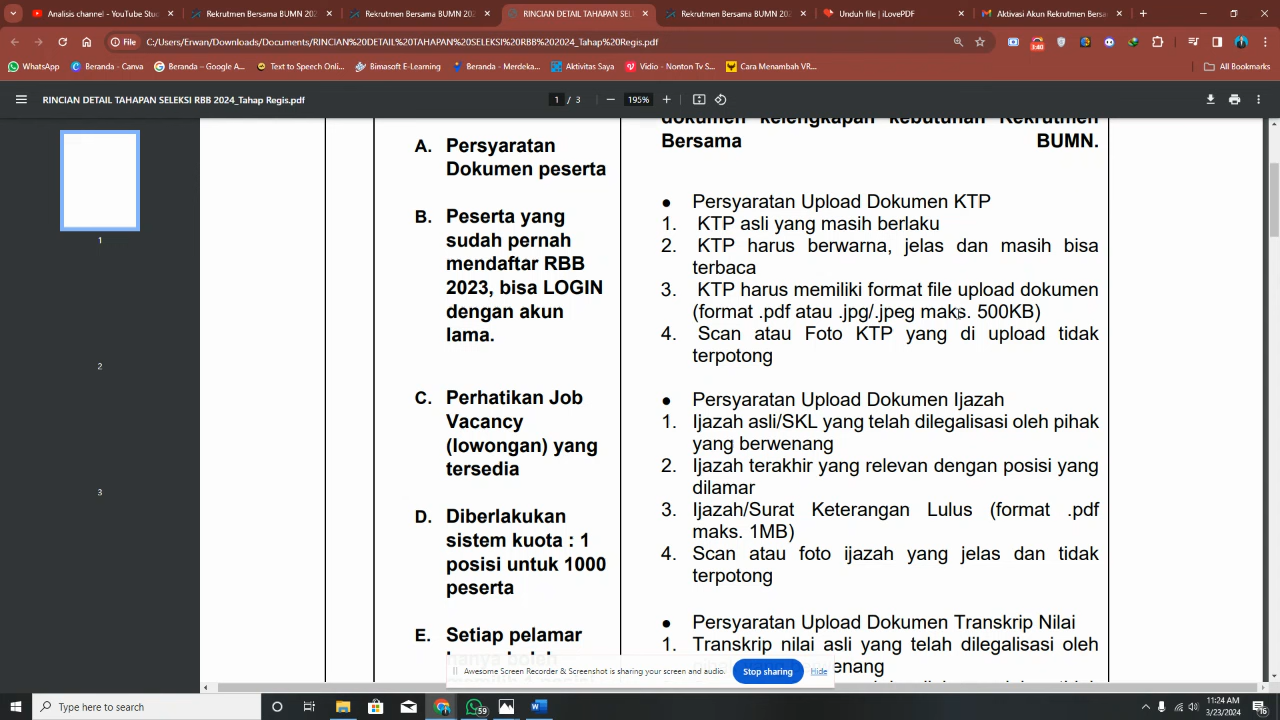 Analisis channel - YouTube Stu
Rekrutmen Bersama BUMN 202
Rekrutmen Bersama BUMN 202
RINCIAN DETAIL TAHAPAN SEL
Rekrutmen Bersama BUMN 202
Unduh file | iLovePDF
Aktivasi Akun Rekrutmen Bersa
File
C:/Users/Erwan/Downloads/Documents/RINCIAN%20DETAIL%20TAHAPAN%20SELEKSI%20RBB%202024_Tahap%20Regis.pdf
3:40
WhatsApp
Beranda - Canva
Beranda – Google A...
Text to Speech Onli...
Bimasoft E-Learning
Beranda - Merdeka...
Aktivitas Saya
Vidio - Nonton Tv S...
Cara Menambah VR...
All Bookmarks
RINCIAN DETAIL TAHAPAN SELEKSI RBB 2024_Tahap Regis.pdf
1 / 3
195%
1
2
3
A. Persyaratan
Dokumen peserta
B. Peserta yang
sudah pernah
mendaftar RBB
2023, bisa LOGIN
dengan akun
lama.
C. Perhatikan Job
Vacancy
(lowongan) yang
tersedia
D. Diberlakukan
sistem kuota : 1
posisi untuk 1000
peserta
E. Setiap pelamar
hanya boleh
dokumen kelengkapan kebutuhan Rekrutmen
Bersama BUMN.
● Persyaratan Upload Dokumen KTP
1. KTP asli yang masih berlaku
2. KTP harus berwarna, jelas dan masih bisa
terbaca
3. KTP harus memiliki format file upload dokumen
(format .pdf atau .jpg/.jpeg maks. 500KB)
4. Scan atau Foto KTP yang di upload tidak
terpotong
● Persyaratan Upload Dokumen Ijazah
1. Ijazah asli/SKL yang telah dilegalisasi oleh pihak
yang berwenang
2. Ijazah terakhir yang relevan dengan posisi yang
dilamar
3. Ijazah/Surat Keterangan Lulus (format .pdf
maks. 1MB)
4. Scan atau foto ijazah yang jelas dan tidak
terpotong
● Persyaratan Upload Dokumen Transkrip Nilai
1. Transkrip nilai asli yang telah dilegalisasi oleh
enang
Awesome Screen Recorder & Screenshot is sharing your screen and audio.
Stop sharing
Hide
Type here to search
59
11:24 AM
3/23/2024
16